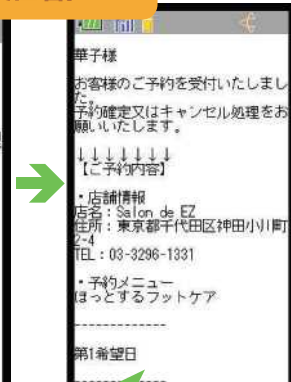 華子様
お客様のご予約を受付いたしまし
た。
予約確定又はキャンセル処理をお
願いいたします。
↓↓↓↓↓↓↓
【ご予約内容】
・店舗情報
店名：Salon de EZ
住所：東京都千代田区神田小川町
2-4
TEL：03-3296-1331
・予約メニュー
ほっとするフットケア
-------------
第1希望日
-------------